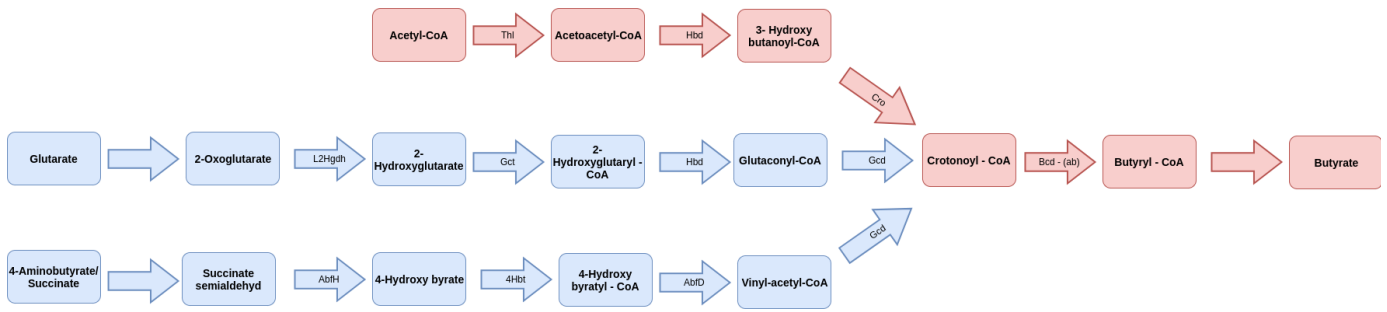 Acetyl-CoA
Thl
Acetoacetyl-CoA
Hbd
3- Hydroxy
butanoyl-CoA
Cro
Glutarate
2-Oxoglutarate
L2Hgdh
2-
Hydroxyglutarate
Gct
2-
Hydroxyglutaryl -
CoA
Hbd
Glutaconyl-CoA
Gcd
Crotonoyl - CoA
Bcd - (ab)
Butyryl - CoA
Butyrate
4-Aminobutyrate/
Succinate
Succinate
semialdehyd
AbfH
4-Hydroxy byrate
4Hbt
4-Hydroxy
byratyl - CoA
AbfD
Vinyl-acetyl-CoA
Gcd